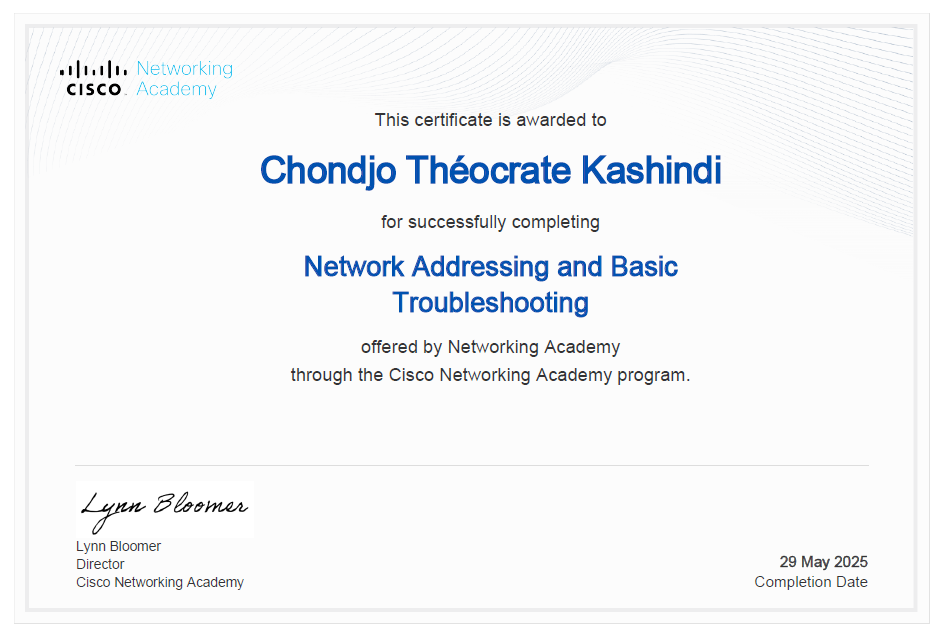 Networking
CISCO Academy
This certificate is awarded to
Chondjo Théocrate Kashindi
for successfully completing
Network Addressing and Basic
Troubleshooting
offered by Networking Academy
through the Cisco Networking Academy program.
Lynn Bloomer
Lynn Bloomer
Director
Cisco Networking Academy
29 May 2025
Completion Date